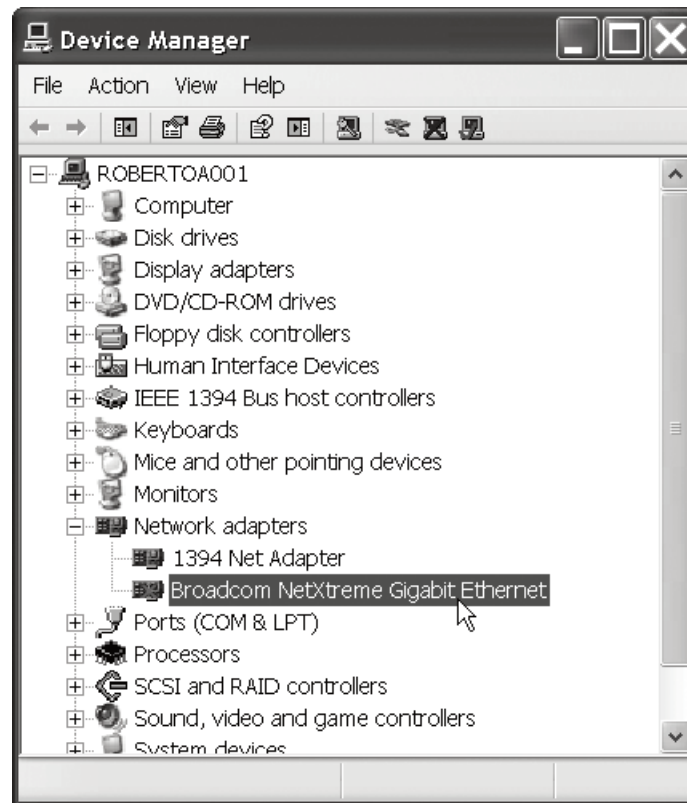 Device Manager
File Action View Help
ROBERTOA001
Computer
Disk drives
Display adapters
DVD/CD-ROM drives
Floppy disk controllers
Human Interface Devices
IEEE 1394 Bus host controllers
Keyboards
Mice and other pointing devices
Monitors
Network adapters
1394 Net Adapter
Broadcom NetXtreme Gigabit Ethernet
Ports (COM & LPT)
Processors
SCSI and RAID controllers
Sound, video and game controllers
System devices